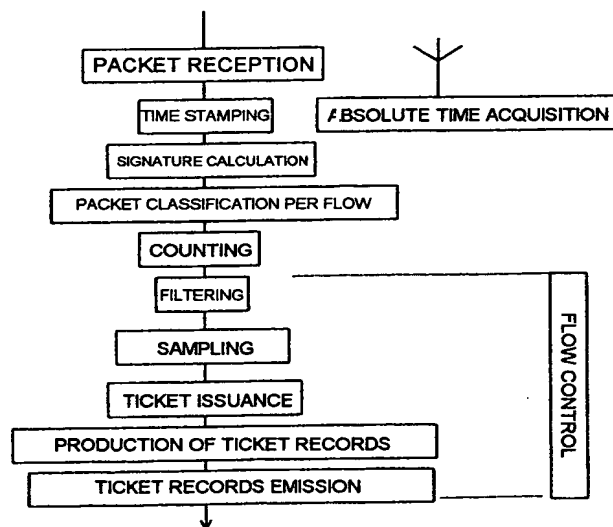 PACKET RECEPTION
TIME STAMPING
ABSOLUTE TIME ACQUISITION
SIGNATURE CALCULATION
PACKET CLASSIFICATION PER FLOW
COUNTING
FILTERING
SAMPLING
TICKET ISSUANCE
PRODUCTION OF TICKET RECORDS
TICKET RECORDS EMISSION
FLOW CONTROL